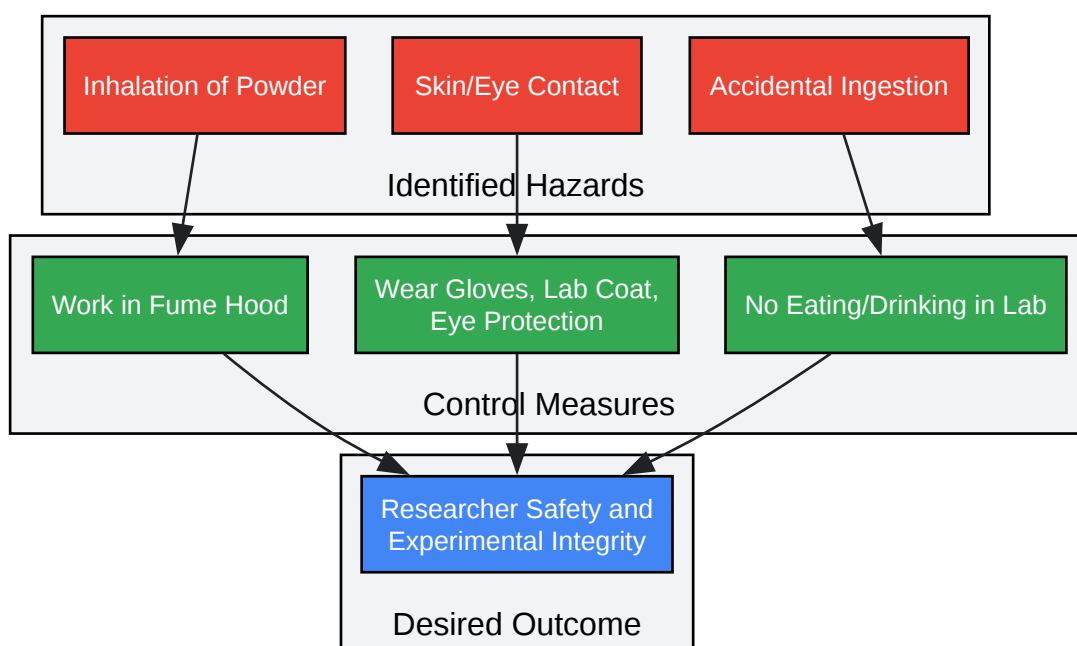 Inhalation of Powder
Skin/Eye Contact
Accidental Ingestion
Identified Hazards
Work in Fume Hood
Wear Gloves, Lab Coat,
Eye Protection
No Eating/Drinking in Lab
Control Measures
Researcher Safety and
Experimental Integrity
Desired Outcome